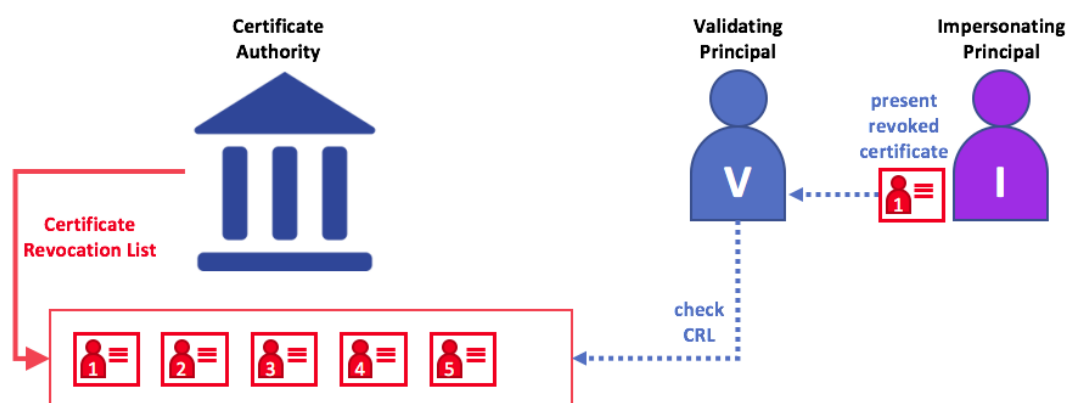 Certificate
Authority
Validating
Principal
Impersonating
Principal
present
revoked
certificate
V
I
1
Certificate
Revocation List
check
CRL
1
2
3
4
5